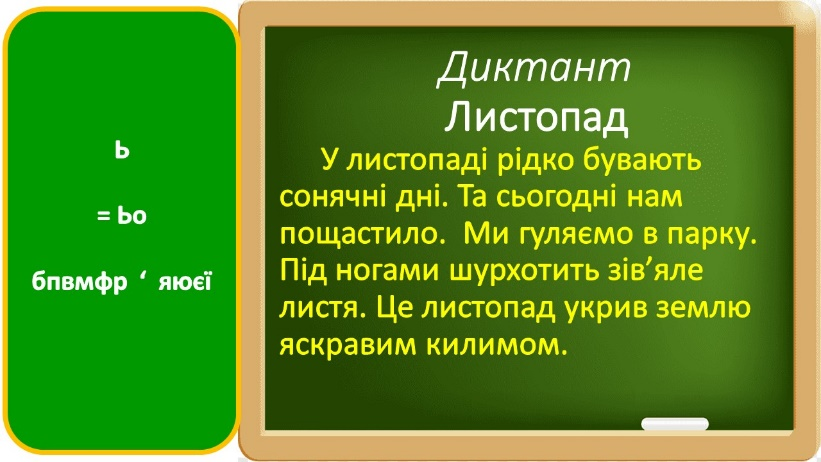 Ь
= Ьо
бпвмфр ‘ яюєї
Диктант
Листопад
У листопаді рідко бувають
сонячні дні. Та сьогодні нам
пощастило. Ми гуляємо в парку.
Під ногами шурхотить зів’яле
листя. Це листопад укрив землю
яскравим килимом.